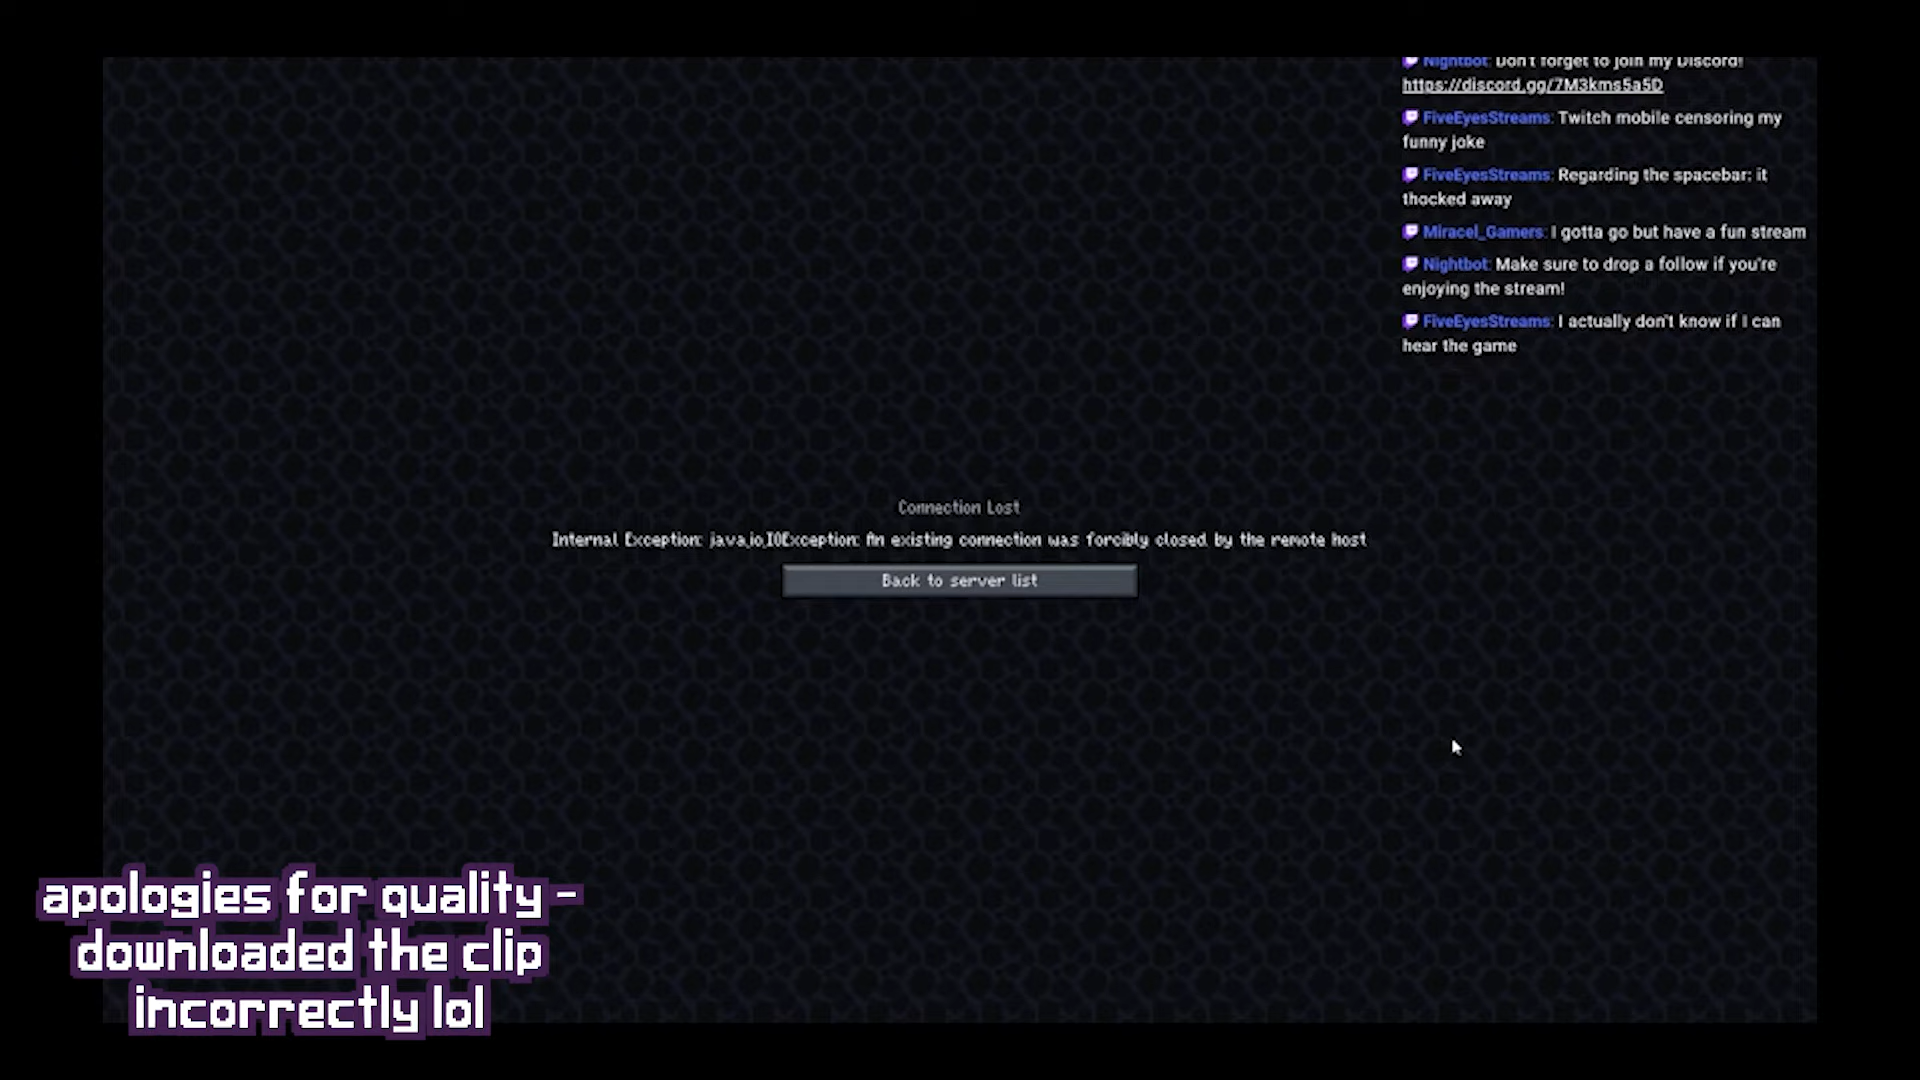 Nightbot: Don't forget to join my Discord!
https://discord.gg/7M3kms5a5D
FiveEyesStreams: Twitch mobile censoring my
funny joke
FiveEyesStreams: Regarding the spacebar: it
thocked away
Miracel_Gamers: I gotta go but have a fun stream
Nightbot: Make sure to drop a follow if you're
enjoying the stream!
FiveEyesStreams: I actually don't know if I can
hear the game
Connection Lost
Internal Exception: java.io.IOException: An existing connection was forcibly closed by the remote host
Back to server list
apologies for quality -
downloaded the clip
incorrectly lol